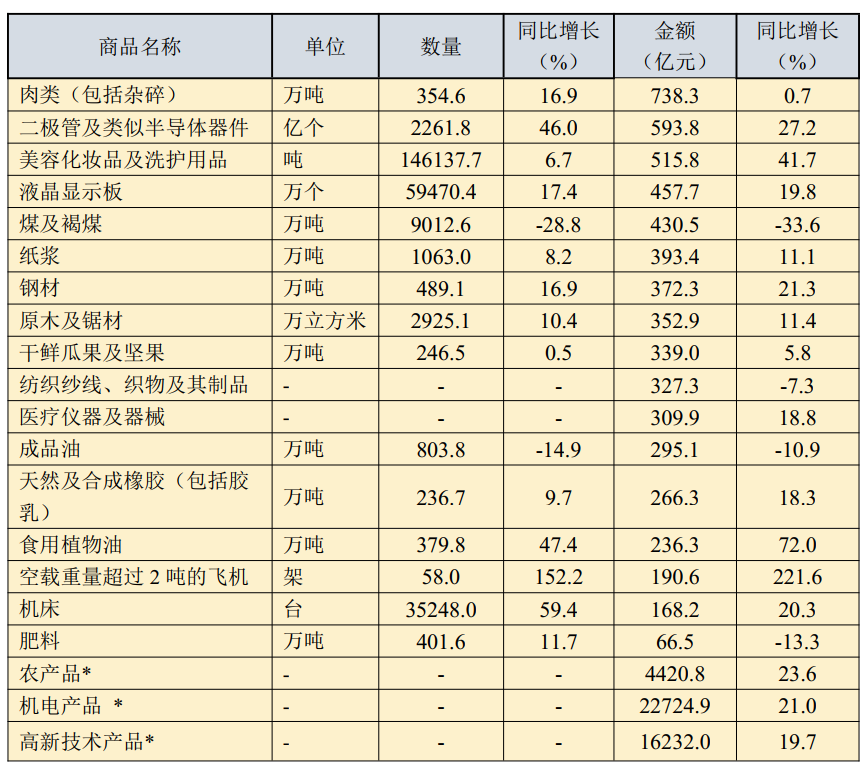 商品名称 单位 数量 同比增长（%） 金额（亿元） 同比增长（%）
肉类（包括杂碎） 万吨 354.6 16.9 738.3 0.7
二极管及类似半导体器件 亿个 2261.8 46.0 593.8 27.2
美容化妆品及洗护用品 吨 146137.7 6.7 515.8 41.7
液晶显示板 万个 59470.4 17.4 457.7 19.8
煤及褐煤 万吨 9012.6 -28.8 430.5 -33.6
纸浆 万吨 1063.0 8.2 393.4 11.1
钢材 万吨 489.1 16.9 372.3 21.3
原木及锯材 万立方米 2925.1 10.4 352.9 11.4
干鲜瓜果及坚果 万吨 246.5 0.5 339.0 5.8
纺织纱线、织物及其制品 - - - 327.3 -7.3
医疗仪器及器械 - - - 309.9 18.8
成品油 万吨 803.8 -14.9 295.1 -10.9
天然及合成橡胶（包括胶乳） 万吨 236.7 9.7 266.3 18.3
食用植物油 万吨 379.8 47.4 236.3 72.0
空载重量超过 2 吨的飞机 架 58.0 152.2 190.6 221.6
机床 台 35248.0 59.4 168.2 20.3
肥料 万吨 401.6 11.7 66.5 -13.3
农产品* - - - 4420.8 23.6
机电产品 * - - - 22724.9 21.0
高新技术产品* - - - 16232.0 19.7